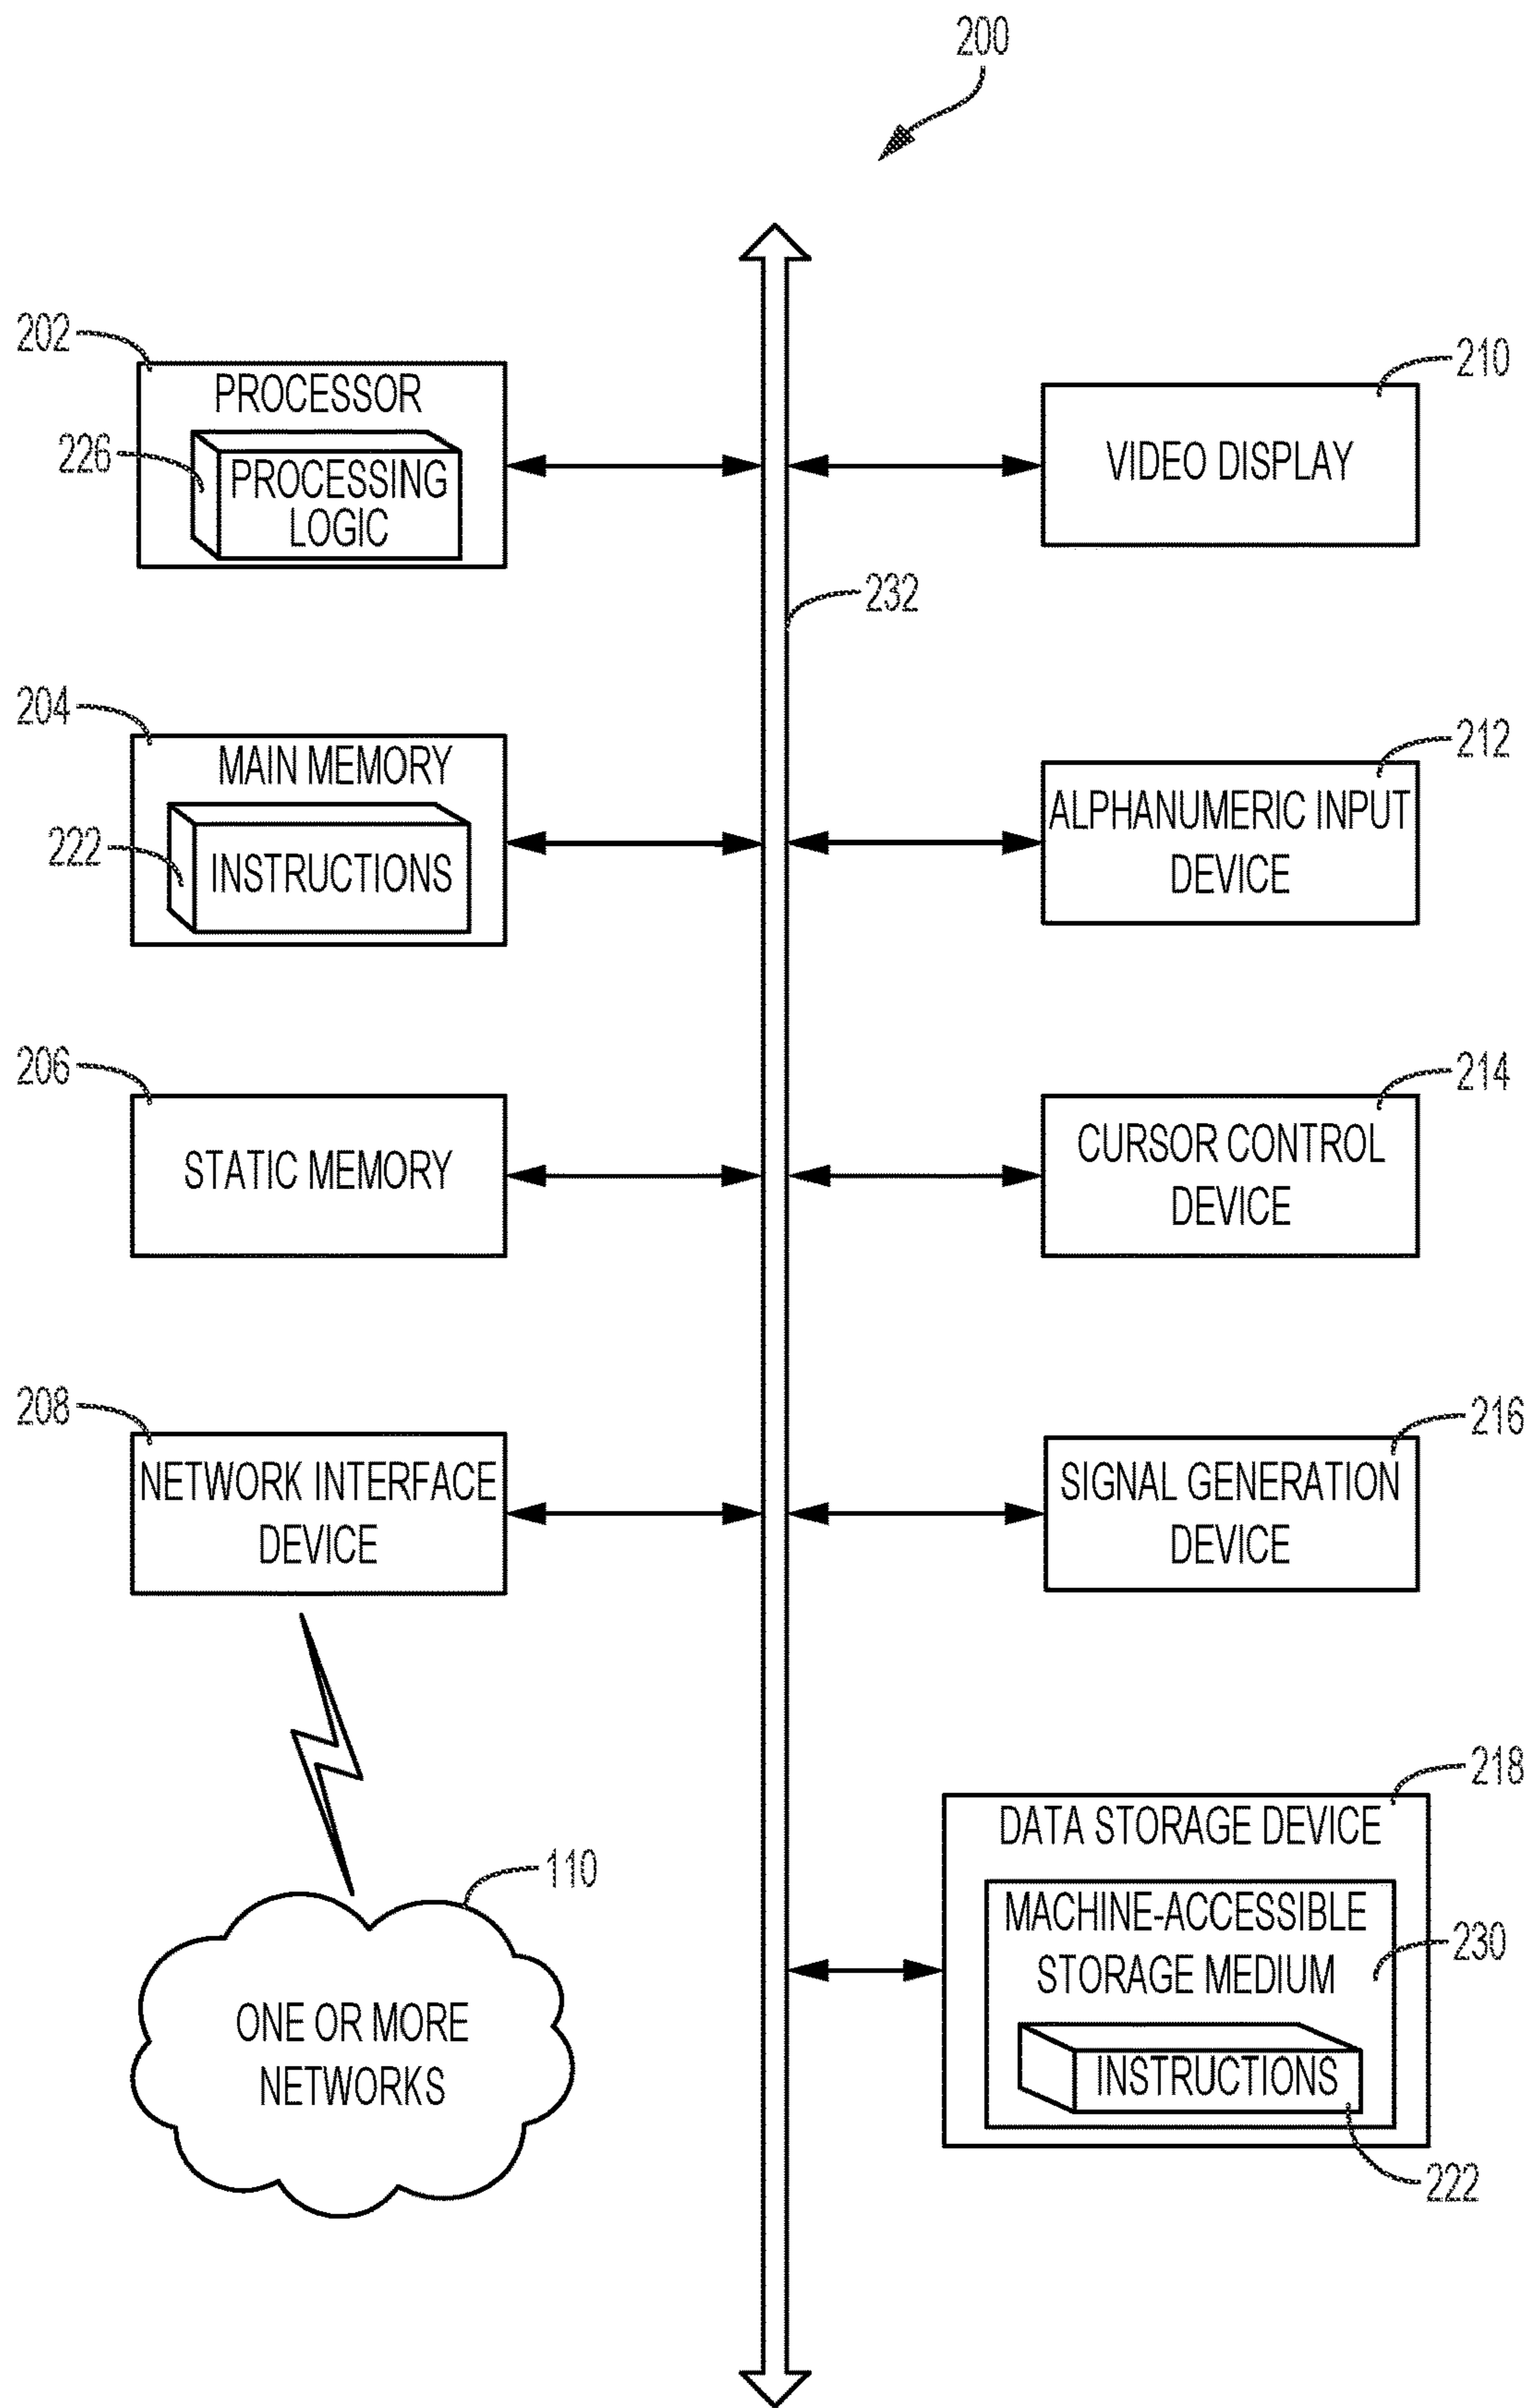 200
202
PROCESSOR
226
PROCESSING
LOGIC
210
VIDEO DISPLAY
232
204
MAIN MEMORY
222
INSTRUCTIONS
212
ALPHANUMERIC INPUT
DEVICE
206
STATIC MEMORY
214
CURSOR CONTROL
DEVICE
208
NETWORK INTERFACE
DEVICE
216
SIGNAL GENERATION
DEVICE
110
ONE OR MORE
NETWORKS
218
DATA STORAGE DEVICE
MACHINE-ACCESSIBLE
STORAGE MEDIUM
230
INSTRUCTIONS
222